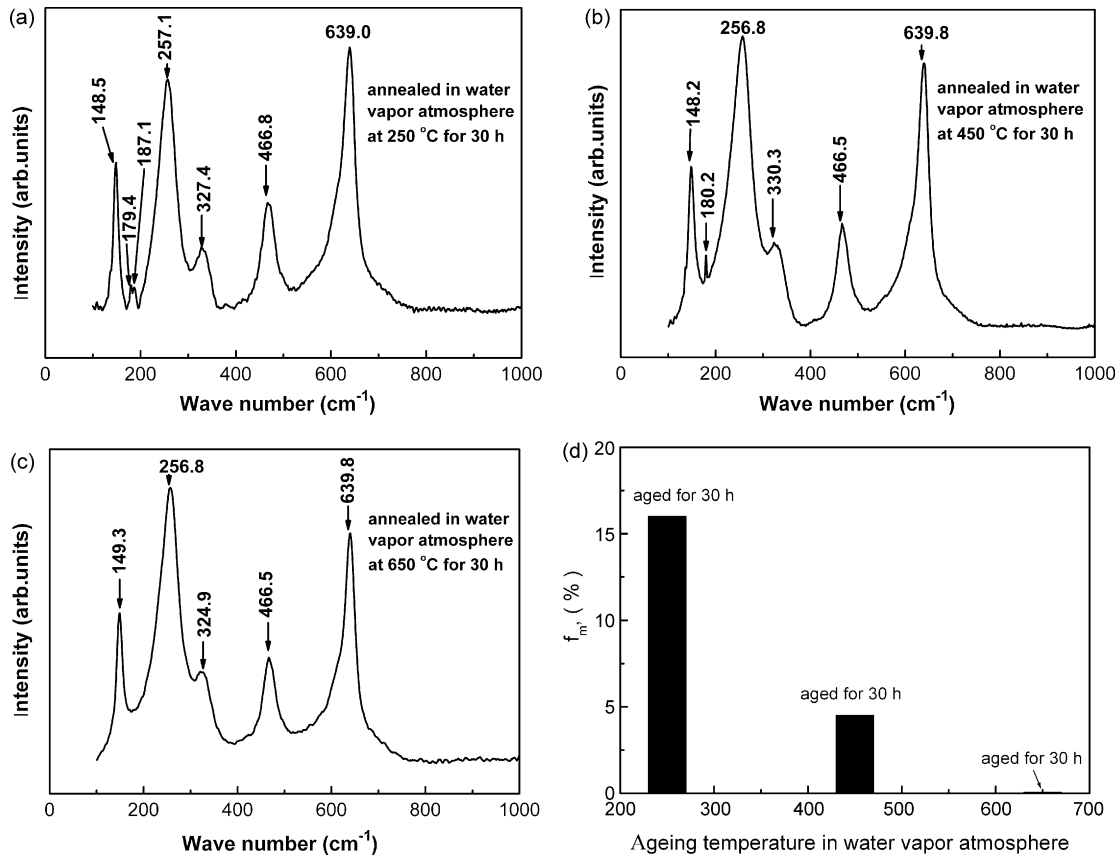 (a)
148.5
179.4
187.1
257.1
327.4
466.8
639.0
annealed in water
vapor atmosphere
at 250 °C for 30 h
Intensity (arb.units)
0 200 400 600 800 1000
Wave number (cm⁻¹)
(b)
148.2
180.2
256.8
330.3
466.5
639.8
annealed in water
vapor atmosphere
at 450 °C for 30 h
Intensity (arb.units)
0 200 400 600 800 1000
Wave number (cm⁻¹)
(c)
149.3
256.8
324.9
466.5
639.8
annealed in water
vapor atmosphere
at 650 °C for 30 h
Intensity (arb.units)
0 200 400 600 800 1000
Wave number (cm⁻¹)
(d)
20
15
10
5
0
fₘ, ( % )
aged for 30 h
aged for 30 h
aged for 30 h
200 300 400 500 600 700
Ageing temperature in water vapor atmosphere